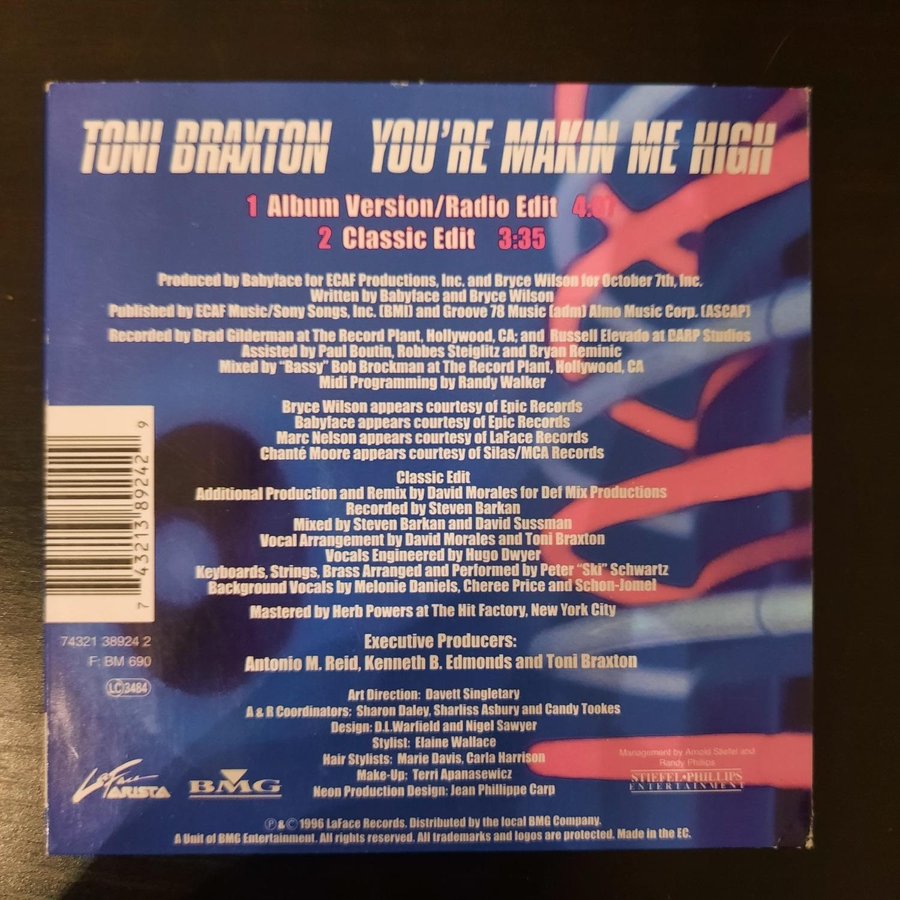 TONI BRAXTON YOU'RE MAKIN ME HIGH
1 Album Version/Radio Edit
2 Classic Edit 3:35
Produced by Babyface for ECAF Productions, Inc. and Bryce Wilson for October 7th, Inc.
Written by Babyface and Bryce Wilson
Published by ECAF Music/Sony Songs, Inc. (BMI) and Groove 78 Music (adm) Almo Music Corp. (ASCAP)
Recorded by Brad Gilderman at The Record Plant, Hollywood, CA; and Russell Elevado at DARP Studios
Assisted by Paul Boutin, Robbes Steiglitz and Bryan Reminic
Mixed by "Bassy" Bob Brockman at The Record Plant, Hollywood, CA
Midi Programming by Randy Walker
Bryce Wilson appears courtesy of Epic Records
Babyface appears courtesy of Epic Records
Marc Nelson appears courtesy of LaFace Records
Chanté Moore appears courtesy of Silas/MCA Records
Classic Edit
Additional Production and Remix by David Morales for Def Mix Productions
Recorded by Steven Barkan
Mixed by Steven Barkan and David Sussman
Vocal Arrangement by David Morales and Toni Braxton
Vocals Engineered by Hugo Dwyer
Keyboards, Strings, Brass Arranged and Performed by Peter "Ski" Schwartz
Background Vocals by Melonie Daniels, Cheree Price and Schon-Jomel
Mastered by Herb Powers at The Hit Factory, New York City
7 43213 89242 9
74321 38924 2
F: BM 690
LC 3484
Executive Producers:
Antonio M. Reid, Kenneth B. Edmonds and Toni Braxton
Art Direction: Davett Singletary
A & R Coordinators: Sharon Daley, Sharliss Asbury and Candy Tookes
Design: D.L.Warfield and Nigel Sawyer
Stylist: Elaine Wallace
Hair Stylists: Marie Davis, Carla Harrison
Make-Up: Terri Apanasewicz
Neon Production Design: Jean Phillippe Carp
LaFace
ARISTA
BMG
Management by Arnold Stiefel and
Randy Phillips
STIEFEL•PHILLIPS
ENTERTAINMENT
℗ & © 1996 LaFace Records. Distributed by the local BMG Company.
A Unit of BMG Entertainment. All rights reserved. All trademarks and logos are protected. Made in the EC.